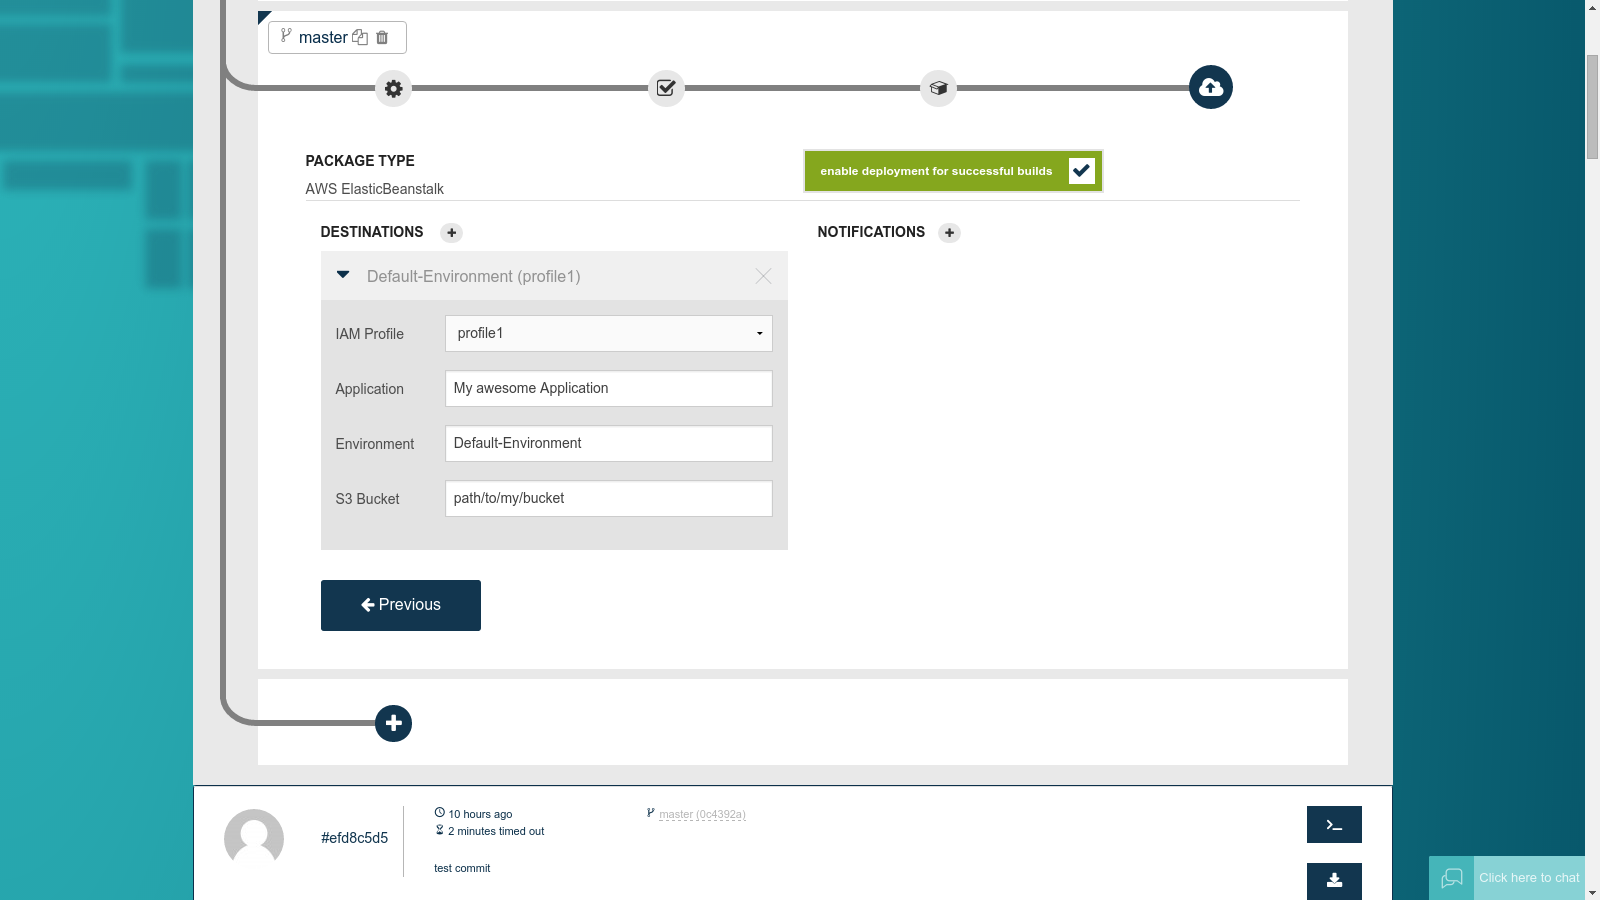 master
PACKAGE TYPE
AWS ElasticBeanstalk
enable deployment for successful builds
DESTINATIONS
NOTIFICATIONS
Default-Environment (profile1)
IAM Profile
profile1
Application
My awesome Application
Environment
Default-Environment
S3 Bucket
path/to/my/bucket
Previous
#efd8c5d5
10 hours ago
2 minutes timed out
master (0c4392a)
test commit
Click here to chat